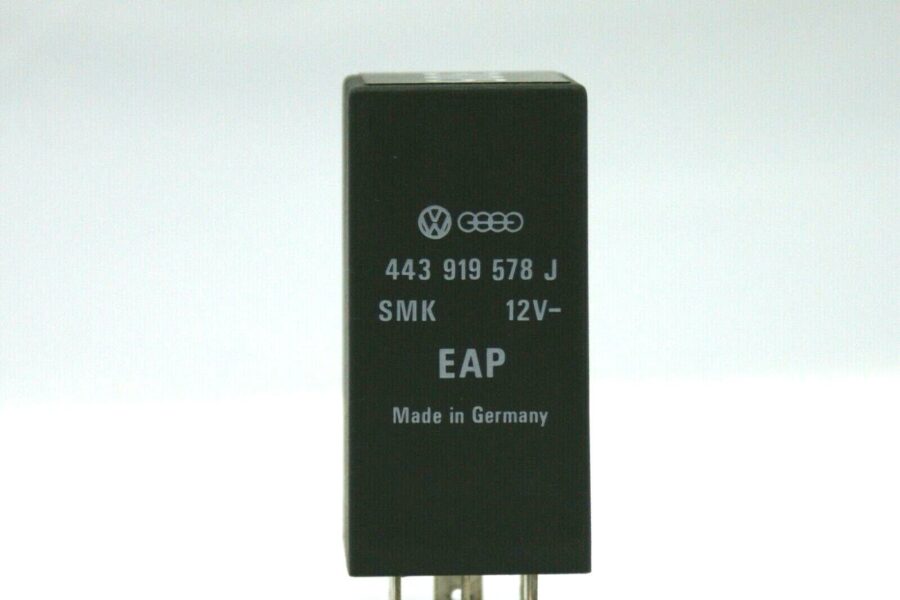 443 919 578 J
SMK 12V-
EAP
Made in Germany